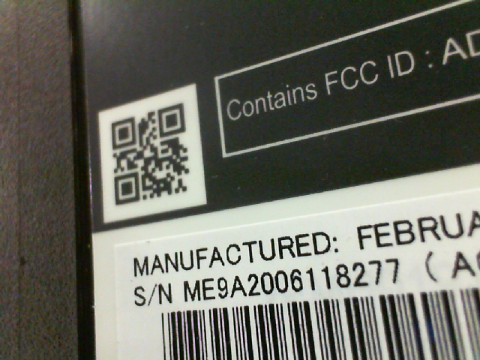 Contains FCC ID : AD
MANUFACTURED: FEBRUA
S/N ME9A2006118277 ( A